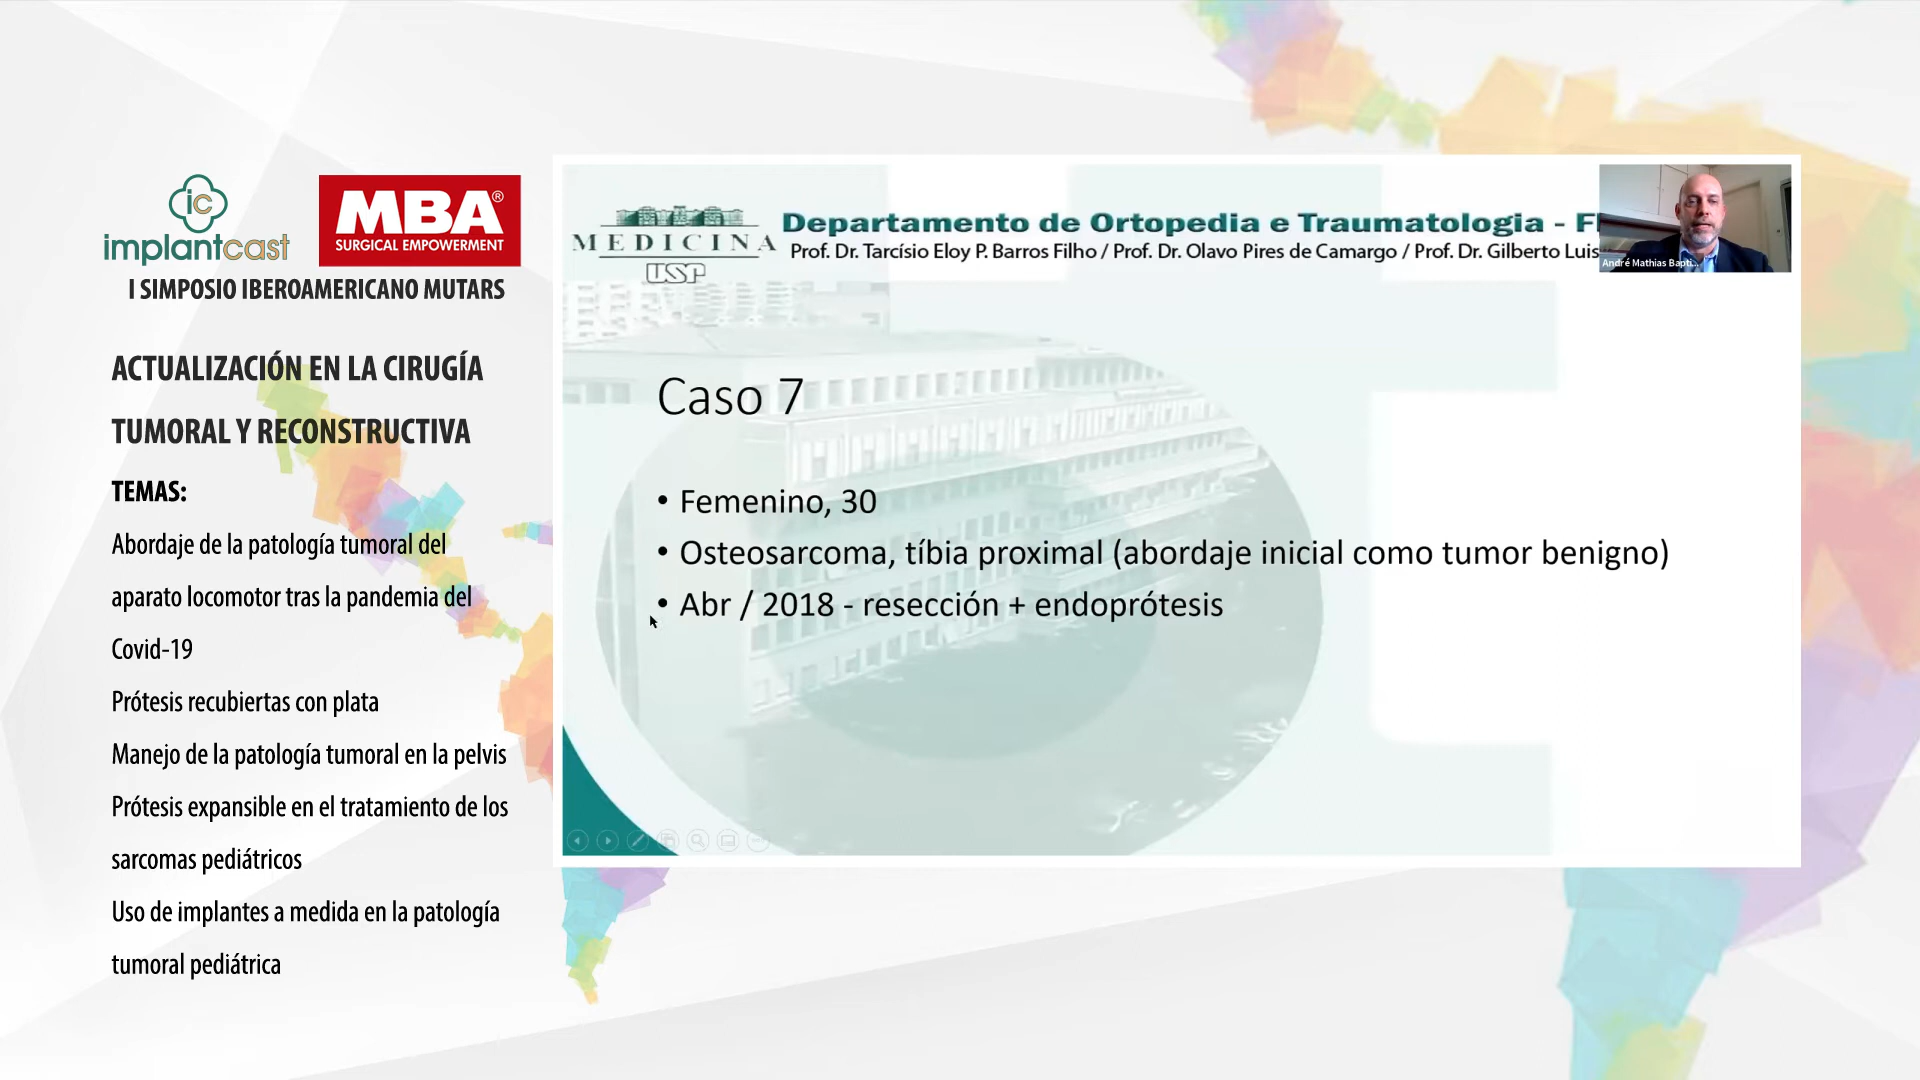 ic
implantcast
MBA®
SURGICAL EMPOWERMENT
I SIMPOSIO IBEROAMERICANO MUTARS
ACTUALIZACIÓN EN LA CIRUGÍA
TUMORAL Y RECONSTRUCTIVA
TEMAS:
Abordaje de la patología tumoral del
aparato locomotor tras la pandemia del
Covid-19
Prótesis recubiertas con plata
Manejo de la patología tumoral en la pelvis
Prótesis expansible en el tratamiento de los
sarcomas pediátricos
Uso de implantes a medida en la patología
tumoral pediátrica
MEDICINA
USP
Departamento de Ortopedia e Traumatologia - F
Prof. Dr. Tarcísio Eloy P. Barros Filho / Prof. Dr. Olavo Pires de Camargo / Prof. Dr. Gilberto Luis
André Mathias Bapti...
Caso 7
• Femenino, 30
• Osteosarcoma, tíbia proximal (abordaje inicial como tumor benigno)
• Abr / 2018 - resección + endoprótesis